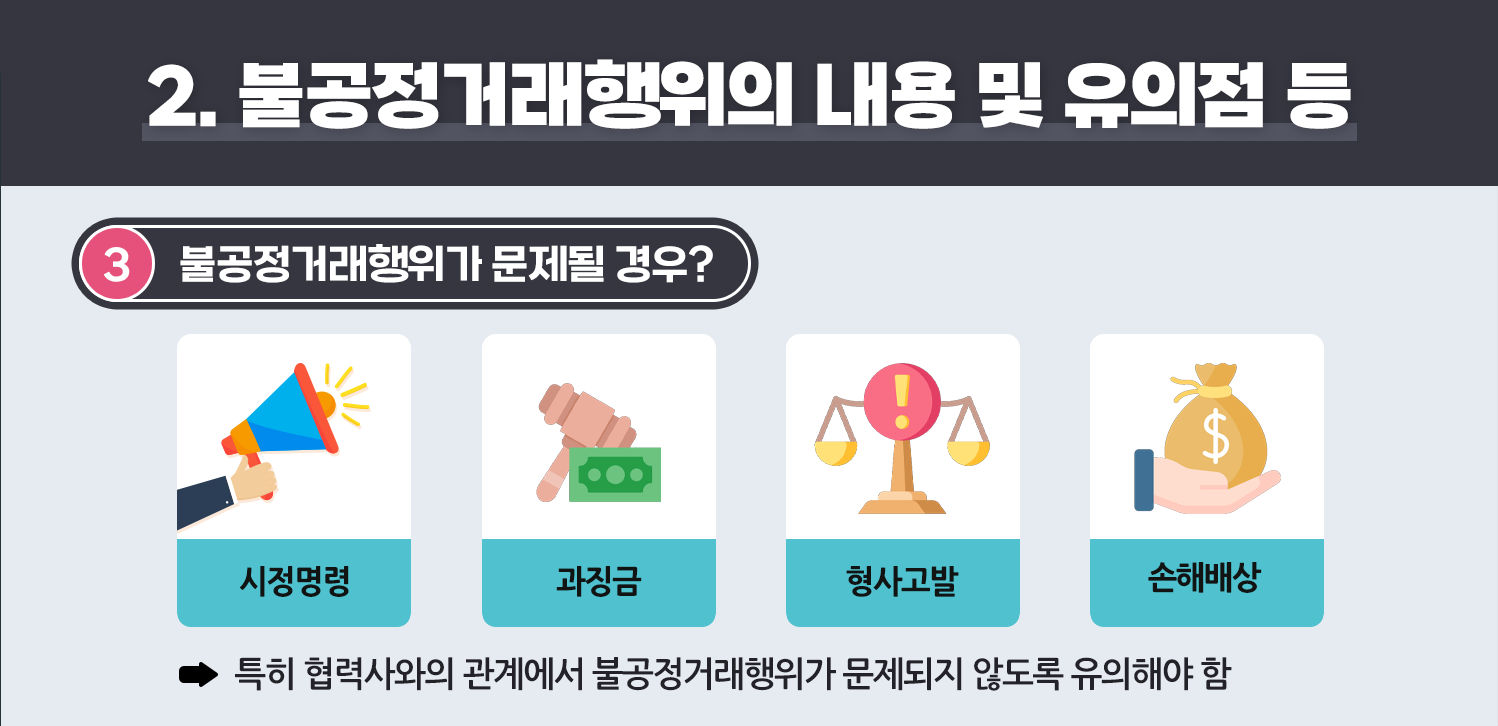 2. 불공정거래행위의 내용 및 유의점 등
3 불공정거래행위가 문제될 경우?
시정명령 과징금 형사고발 손해배상
특히 협력사와의 관계에서 불공정거래행위가 문제되지 않도록 유의해야 함